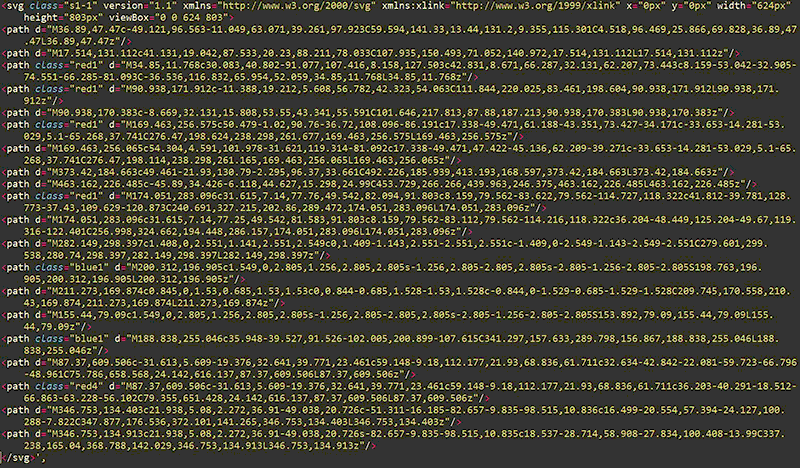 <svg class="s1-1" version="1.1" xmlns="http://www.w3.org/2000/svg" xmlns:xlink="http://www.w3.org/1999/xlink" x="0px" y="0px" width="624px"
height="803px" viewBox="0 0 624 803">
<path d="M36.89,47.47c-49.121,96.563-11.049,63.071,39.261,97.923C59.594,141.33,13.44,131.2,9.355,115.301C4.518,96.469,25.866,69.828,36.89,47
.47L36.89,47.47z"/>
<path d="M17.514,131.112c41.131,19.042,87.533,20.23,88.211,78.033C107.935,150.493,71.052,140.972,17.514,131.112L17.514,131.112z"/>
<path class="red1" d="M34.85,11.768c30.083,40.802-91.077,107.416,8.158,127.503c42.831,8.671,66.287,32.131,62.207,73.443c8.159-53.042-32.905-
74.551-66.285-81.093C-36.536,116.832,65.954,52.059,34.85,11.768L34.85,11.768z"/>
<path class="red1" d="M90.938,171.912c-11.388,19.212,5.608,56.782,42.323,54.063C111.844,220.025,83.461,198.604,90.938,171.912L90.938,171.
912z"/>
<path d="M90.938,170.383c-8.669,32.131,15.808,53.55,43.341,55.591C101.646,217.813,87.88,187.213,90.938,170.383L90.938,170.383z"/>
<path class="red1" d="M169.463,256.575c50.479-1.02,90.76-36.72,108.096-86.191c17.338-49.471,61.188-43.351,73.427-34.171c-33.653-14.281-53.
029,5.1-65.268,37.741C276.47,198.624,238.298,261.677,169.463,256.575L169.463,256.575z"/>
<path d="M169.463,256.065c54.304,4.591,101.978-31.621,119.314-81.092c17.338-49.471,47.422-45.136,62.209-39.271c-33.653-14.281-53.029,5.1-65.
268,37.741C276.47,198.114,238.298,261.165,169.463,256.065L169.463,256.065z"/>
<path d="M373.42,184.663c49.461-21.93,130.79-2.295,96.37,33.661C492.226,185.939,413.193,168.597,373.42,184.663L373.42,184.663z"/>
<path d="M463.162,226.485c-45.89,34.426-6.118,44.627,15.298,24.99C453.729,266.266,439.963,246.375,463.162,226.485L463.162,226.485z"/>
<path class="red1" d="M174.051,283.096c31.615,7.14,77.76,49.542,82.094,91.803c8.159,79.562-83.622,79.562-114.727,118.322c41.812-39.781,128.
773-37.43,109.629-120.873C240.691,327.215,202.86,289.472,174.051,283.096L174.051,283.096z"/>
<path d="M174.051,283.096c31.615,7.14,77.25,49.542,81.583,91.803c8.159,79.562-83.112,79.562-114.216,118.322c36.204-48.449,125.204-49.67,119.
316-122.401C256.998,324.662,194.448,286.157,174.051,283.096L174.051,283.096z"/>
<path d="M282.149,298.397c1.408,0,2.551,1.141,2.551,2.549c0,1.409-1.143,2.551-2.551,2.551c-1.409,0-2.549-1.143-2.549-2.551C279.601,299.
538,280.74,298.397,282.149,298.397L282.149,298.397z"/>
<path class="blue1" d="M200.312,196.905c1.549,0,2.805,1.256,2.805,2.805s-1.256,2.805-2.805,2.805s-2.805-1.256-2.805-2.805S198.763,196.
905,200.312,196.905L200.312,196.905z"/>
<path d="M211.273,169.874c0.845,0,1.53,0.685,1.53,1.53c0,0.844-0.685,1.528-1.53,1.528c-0.844,0-1.529-0.685-1.529-1.528C209.745,170.558,210.
43,169.874,211.273,169.874L211.273,169.874z"/>
<path d="M155.44,79.09c1.549,0,2.805,1.256,2.805,2.805s-1.256,2.805-2.805,2.805s-2.805-1.256-2.805-2.805S153.892,79.09,155.44,79.09L155.
44,79.09z"/>
<path class="blue1" d="M188.838,255.046c35.948-39.527,91.526-102.005,200.899-107.615C341.297,157.633,289.798,156.867,188.838,255.046L188.
838,255.046z"/>
<path d="M87.37,609.506c-31.613,5.609-19.376,32.641,39.771,23.461c59.148-9.18,112.177,21.93,68.836,61.711c32.634-42.842-22.081-59.723-66.796
-48.961C75.786,658.568,24.142,616.137,87.37,609.506L87.37,609.506z"/>
<path class="red4" d="M87.37,609.506c-31.613,5.609-19.376,32.641,39.771,23.461c59.148-9.18,112.177,21.93,68.836,61.711c36.203-40.291-18.512
-66.863-63.228-56.102C79.355,651.428,24.142,616.137,87.37,609.506L87.37,609.506z"/>
<path d="M346.753,134.403c21.938,5.08,2.272,36.91-49.038,20.726c-51.311-16.185-82.657-9.835-98.515,10.836c16.499-20.554,57.394-24.127,100.
288-7.822C347.877,176.536,372.101,141.265,346.753,134.403L346.753,134.403z"/>
<path d="M346.753,134.913c21.938,5.08,2.272,36.91-49.038,20.726s-82.657-9.835-98.515,10.835c18.537-28.714,58.908-27.834,100.408-13.99C337.
238,165.04,368.788,142.029,346.753,134.913L346.753,134.913z"/>
</svg>',